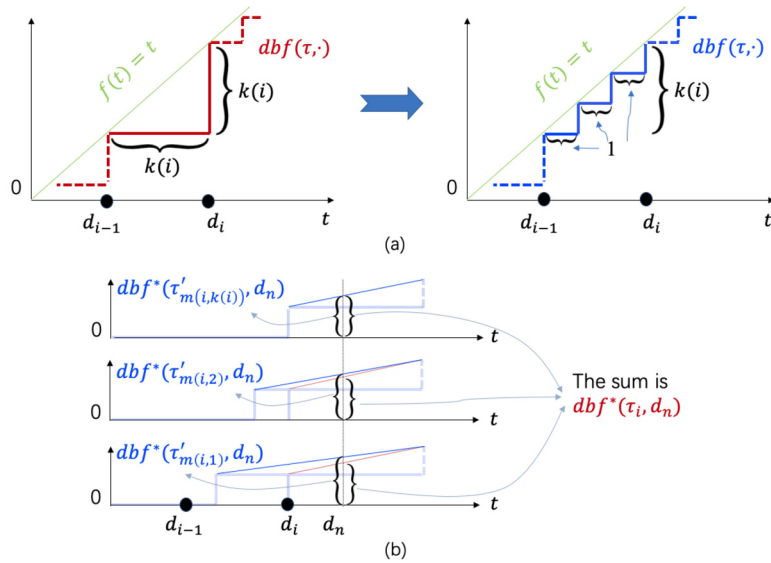 f(t) = t
dbf(τ,·)
k(i)
k(i)
0
d_{i−1}
d_i
t
f(t) = t
dbf(τ,·)
k(i)
1
0
d_{i−1}
d_i
t
(a)
dbf*(τ'_{m(i,k(i))}, d_n)
0
t
dbf*(τ'_{m(i,2)}, d_n)
0
t
The sum is
dbf*(τ_i, d_n)
dbf*(τ'_{m(i,1)}, d_n)
0
t
d_{i−1}
d_i
d_n
(b)